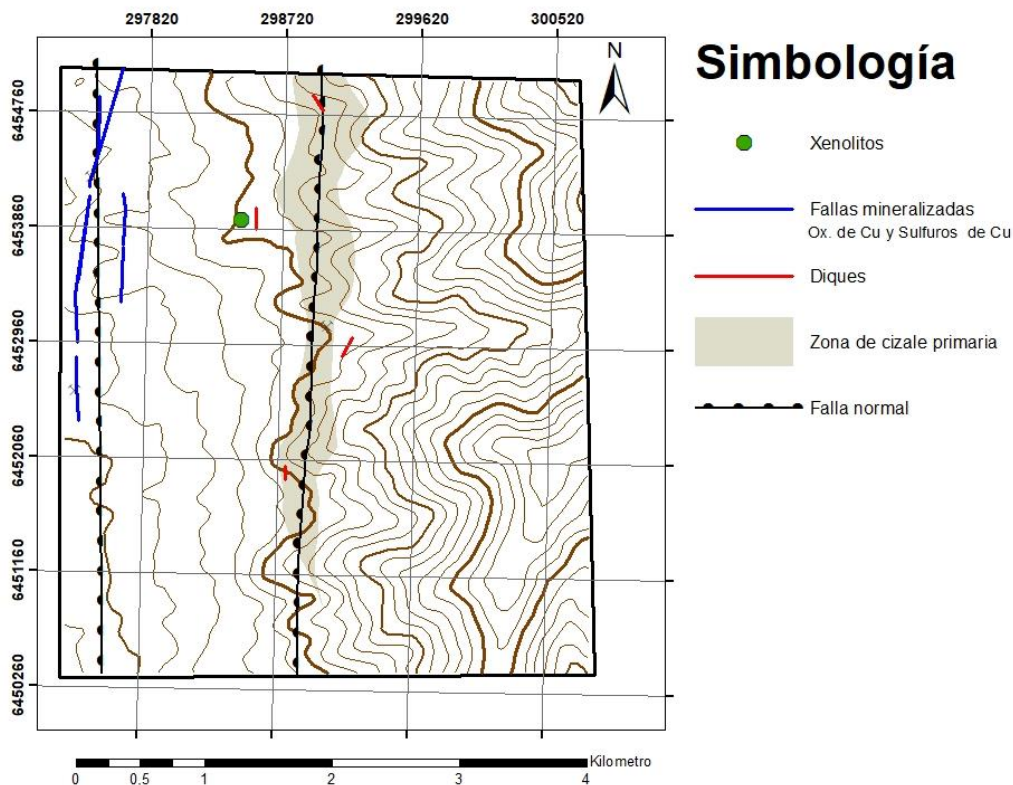 297820 298720 299620 300520
N
6454760
6453860
6452960
6452060
6451160
6450260
Kilometro
0 0.5 1 2 3 4
Simbología
Xenolitos
Fallas mineralizadas
Ox. de Cu y Sulfuros de Cu
Diques
Zona de cizale primaria
Falla normal